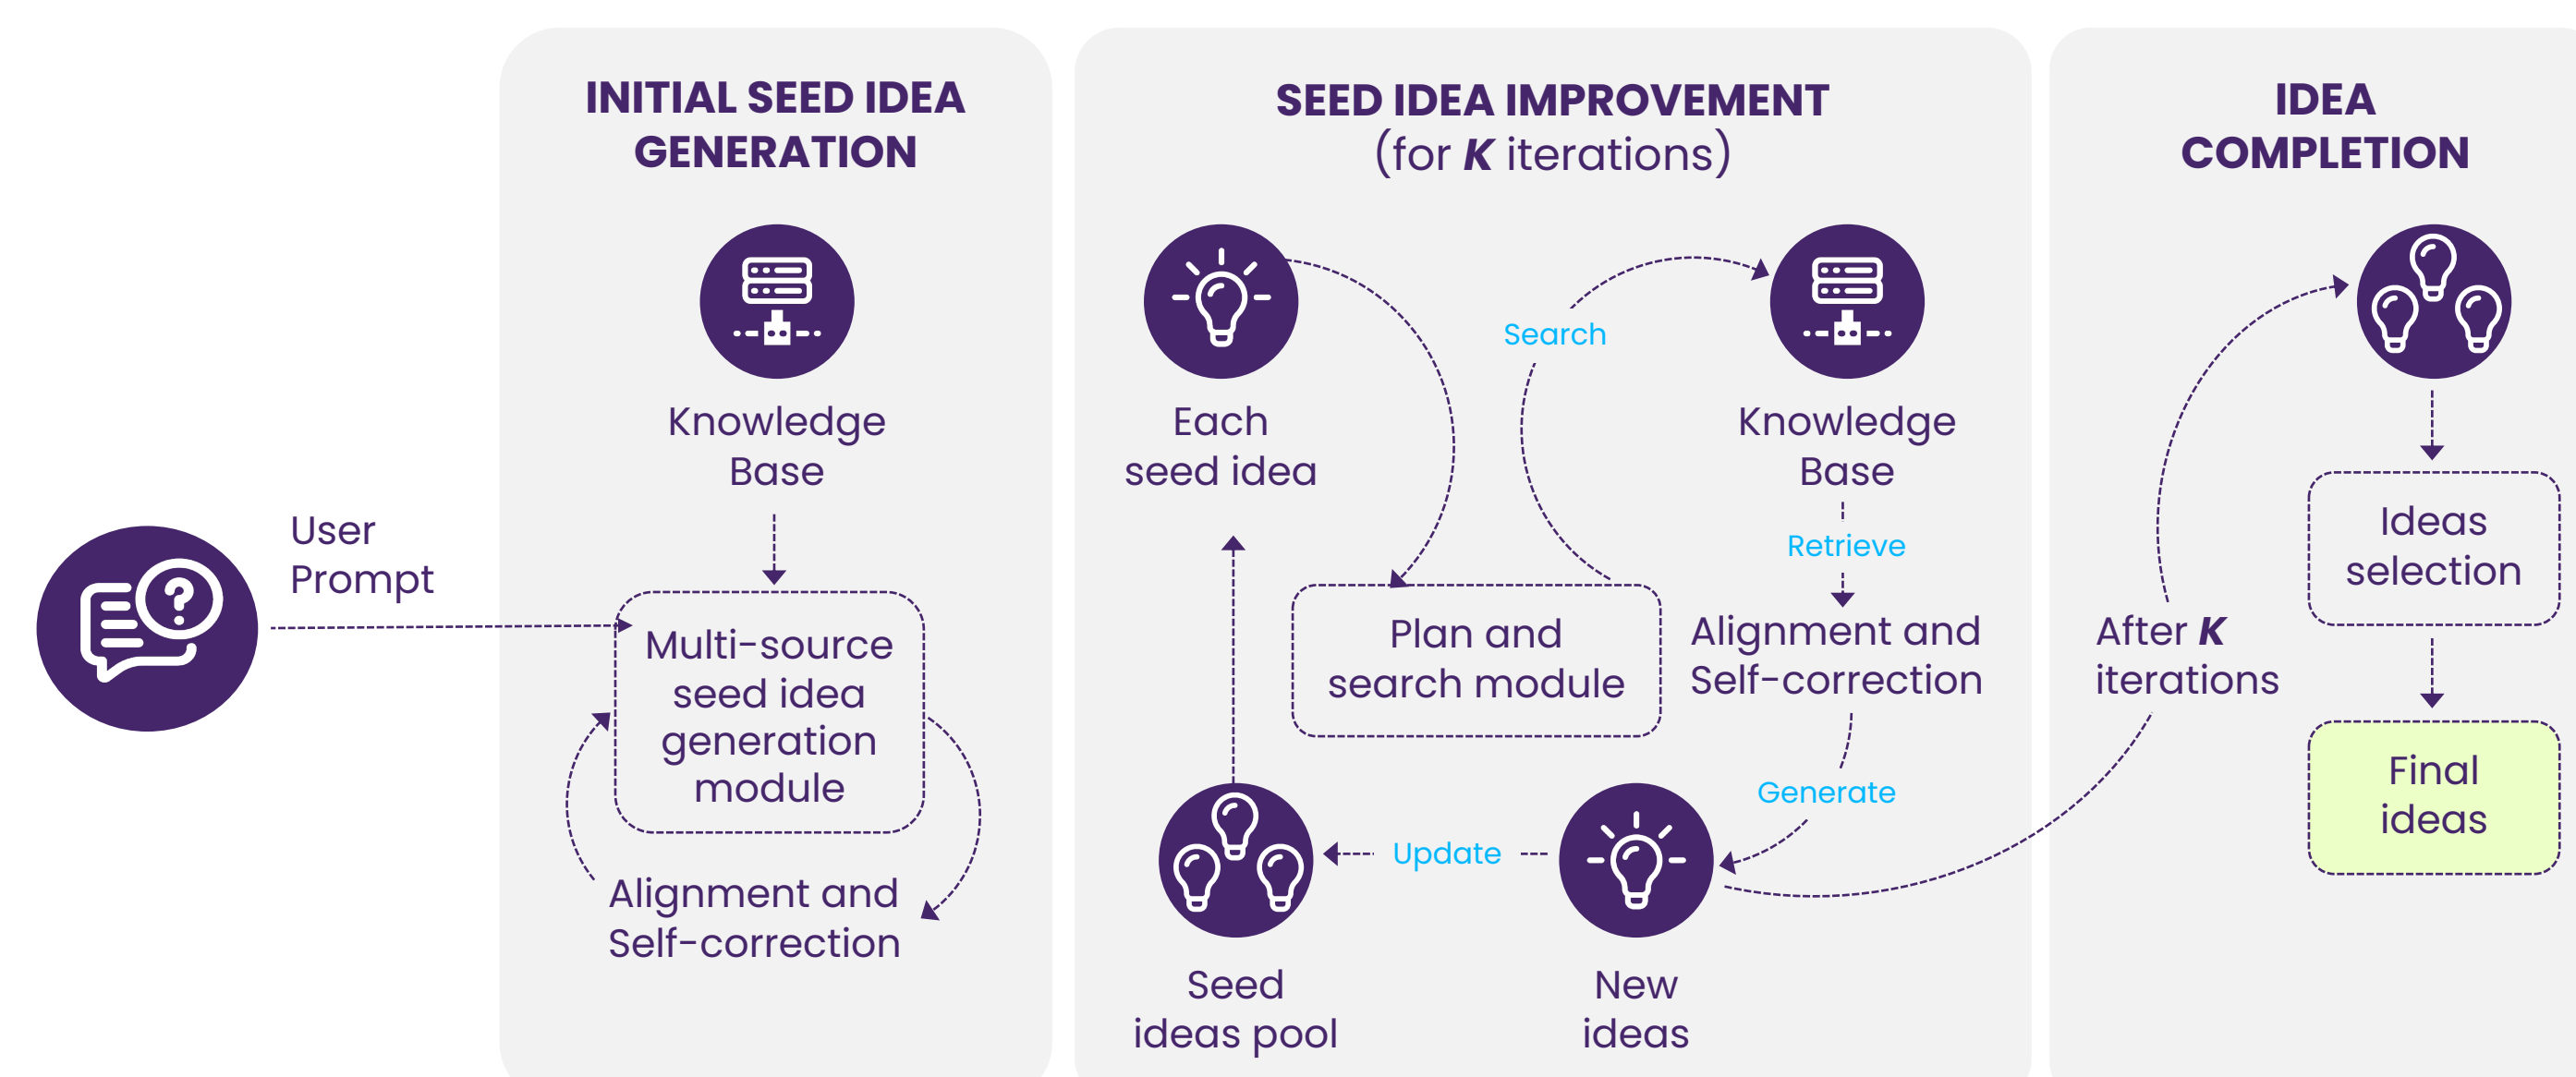 User
Prompt
INITIAL SEED IDEA
GENERATION
Knowledge
Base
Multi-source
seed idea
generation
module
Alignment and
Self-correction
SEED IDEA IMPROVEMENT
(for K iterations)
Each
seed idea
Search
Knowledge
Base
Retrieve
Plan and
search module
Alignment and
Self-correction
Generate
Update
Seed
ideas pool
New
ideas
IDEA
COMPLETION
After K
iterations
Ideas
selection
Final
ideas